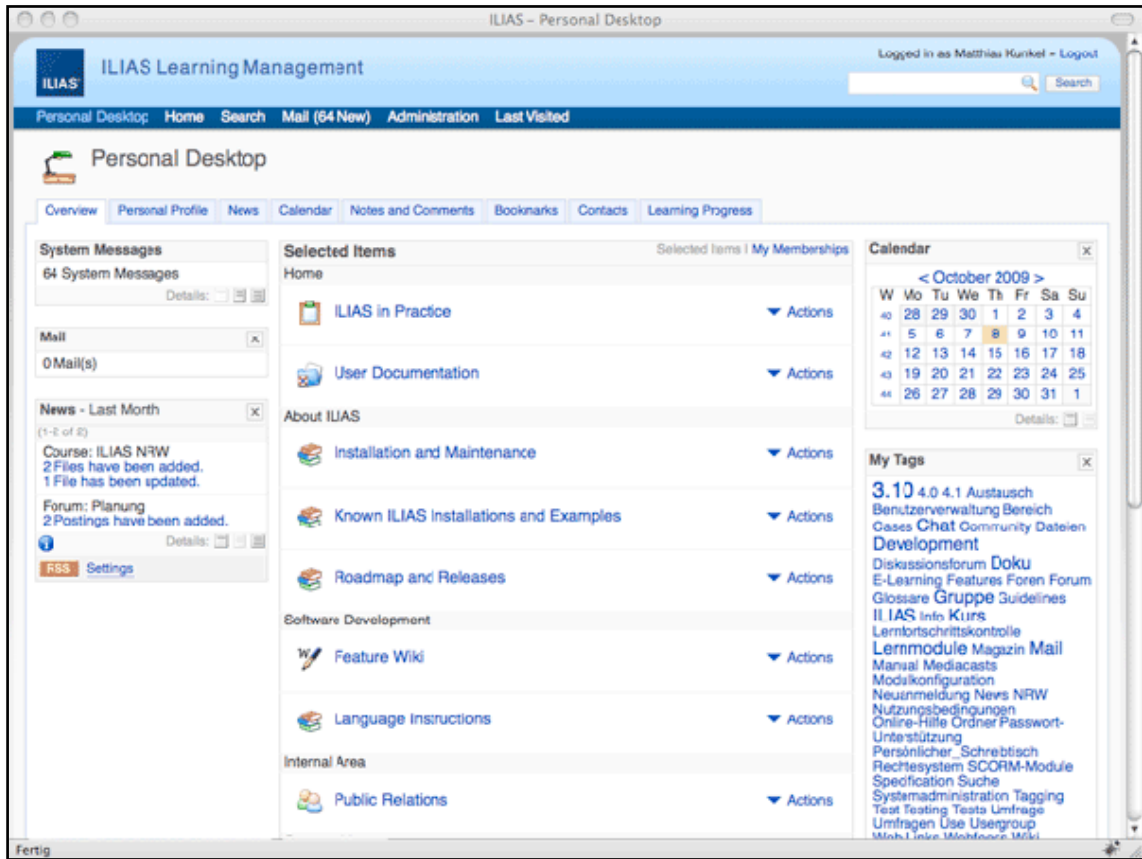 ILIAS – Personal Desktop
Logged in as Matthias Kunkel – Logout
ILIAS
ILIAS Learning Management
Search
Personal Desktop Home Search Mail (64 New) Administration Last Visited
Personal Desktop
Overview Personal Profile News Calendar Notes and Comments Bookmarks Contacts Learning Progress
System Messages
64 System Messages
Details:
Mail
0 Mail(s)
News - Last Month
(1-2 of 2)
Course: ILIAS NRW
2 Files have been added.
1 File has been updated.
Forum: Planung
2 Postings have been added.
Details:
RSS Settings
Selected Items Selected Items | My Memberships
Home
ILIAS in Practice Actions
User Documentation Actions
About ILIAS
Installation and Maintenance Actions
Known ILIAS Installations and Examples Actions
Roadmap and Releases Actions
Software Development
Feature Wiki Actions
Language Instructions Actions
Internal Area
Public Relations Actions
Calendar
< October 2009 >
W Mo Tu We Th Fr Sa Su
40 28 29 30 1 2 3 4
41 5 6 7 8 9 10 11
42 12 13 14 15 16 17 18
43 19 20 21 22 23 24 25
44 26 27 28 29 30 31 1
Details:
My Tags
3.10 4.0 4.1 Austausch
Benutzerverwaltung Bereich
Cases Chat Community Dateien
Development
Diskussionsforum Doku
E-Learning Features Foren Forum
Glossare Gruppe Guidelines
ILIAS Info Kurs
Lernfortschrittskontrolle
Lernmodule Magazin Mail
Manual Mediacasts
Modulkonfiguration
Neuanmeldung News NRW
Nutzungsbedingungen
Online-Hilfe Ordner Passwort-
Unterstützung
Persönlicher_Schreibtisch
Rechtesystem SCORM-Module
Specification Suche
Systemadministration Tagging
Test Testing Tests Umfrage
Umfragen Use Usergroup
Web-Links Webfeeds Wiki
Fertig